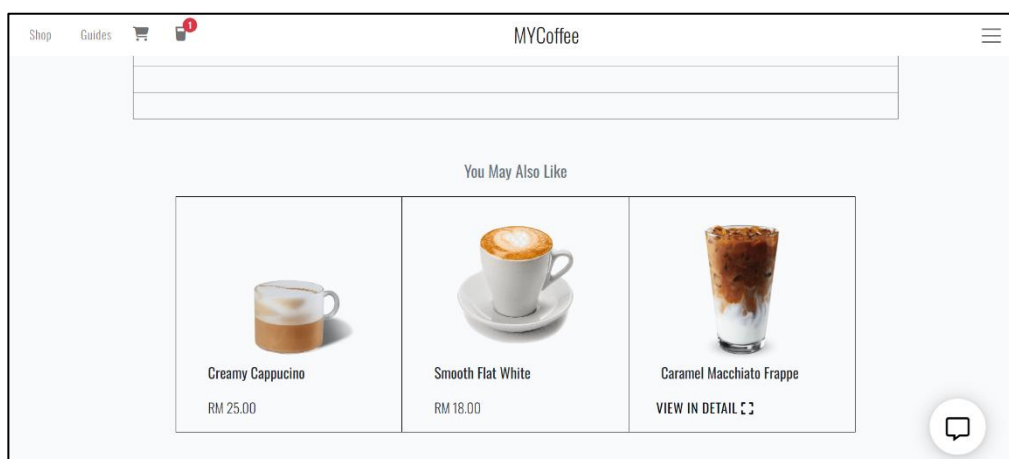 Shop Guides 1 MYCoffee
You May Also Like
Creamy Cappucino Smooth Flat White Caramel Macchiato Frappe
RM 25.00 RM 18.00 VIEW IN DETAIL